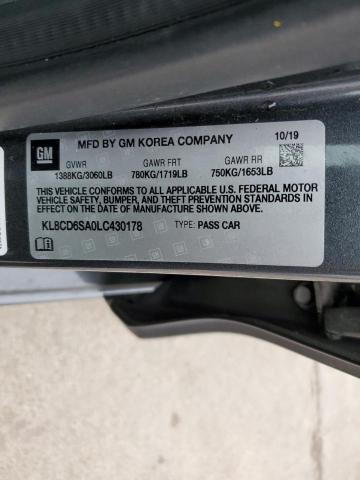 MFD BY GM KOREA COMPANY 10/19
GM
GVWR GAWR FRT GAWR RR
1388KG/3060LB 780KG/1719LB 750KG/1653LB
THIS VEHICLE CONFORMS TO ALL APPLICABLE U.S. FEDERAL MOTOR
VEHICLE SAFETY, BUMPER, AND THEFT PREVENTION STANDARDS IN
EFFECT ON THE DATE OF MANUFACTURE SHOWN ABOVE.
KL8CD6SA0LC430178 TYPE: PASS CAR